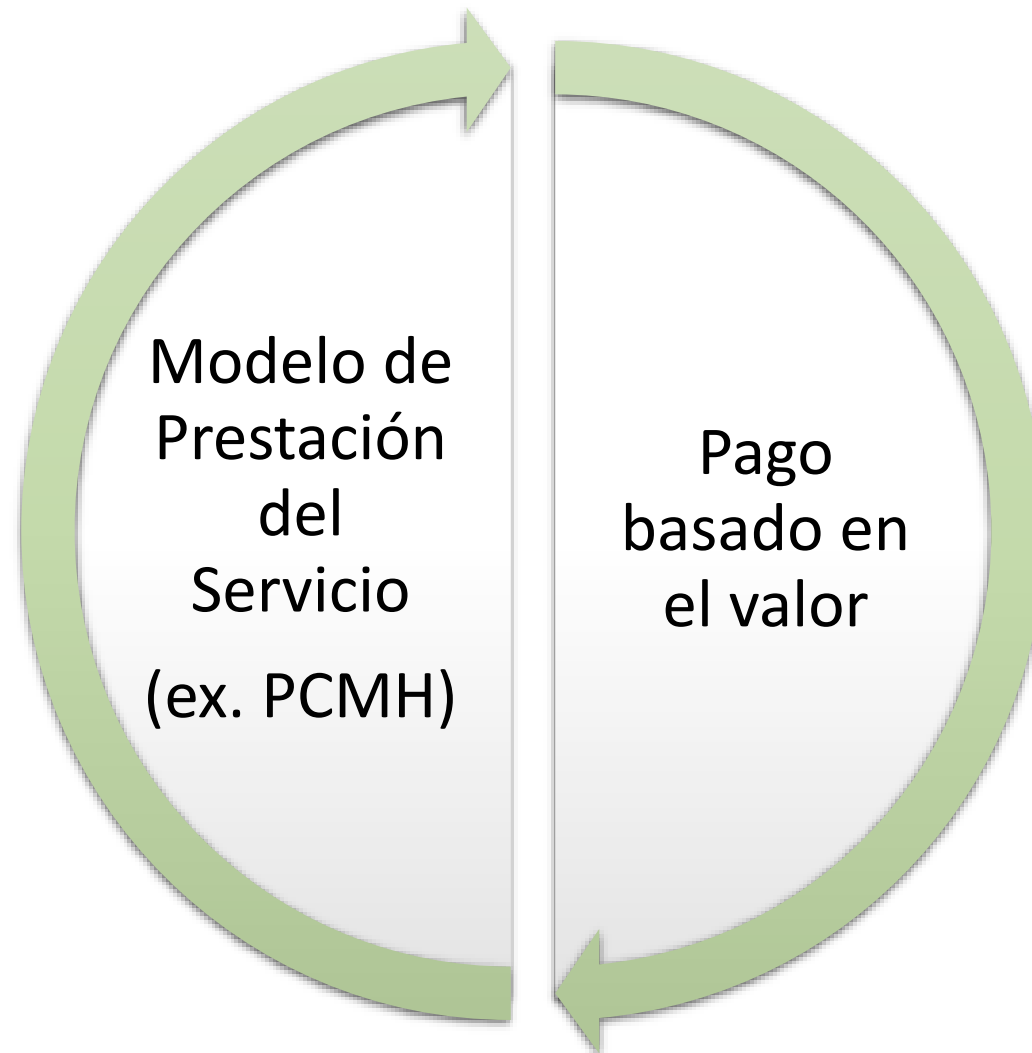 Modelo de
Prestación
del
Servicio
(ex. PCMH)
Pago
basado en
el valor